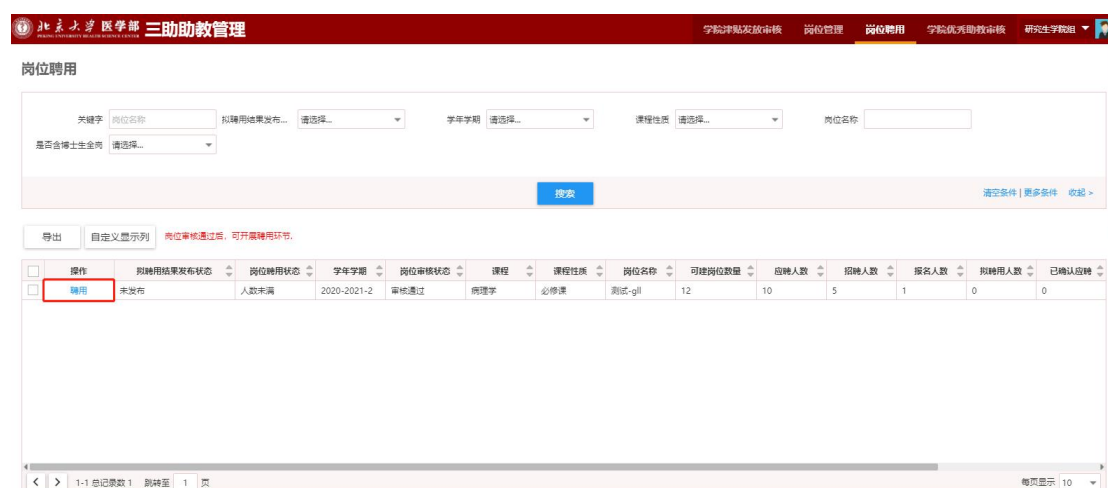 北京大学 医学部 三助助教管理 学院津贴发放审核 岗位管理 岗位聘用 学院优秀助教审核 研究生学院组
PEKING UNIVERSITY HEALTH SCIENCE CENTER
岗位聘用
关键字 岗位名称 拟聘用结果发布... 请选择... 学年学期 请选择... 课程性质 请选择... 岗位名称
是否含博士生全岗 请选择...
搜索 清空条件 | 更多条件 收起 >
导出 自定义显示列 岗位审核通过后，可开展聘用环节.
操作 拟聘用结果发布状态 岗位聘用状态 学年学期 岗位审核状态 课程 课程性质 岗位名称 可建岗位数量 应聘人数 招聘人数 报名人数 拟聘用人数 已确认应聘
聘用 未发布 人数未满 2020-2021-2 审核通过 病理学 必修课 测试-gll 12 10 5 1 0 0
1-1 总记录数 1 跳转至 1 页 每页显示 10